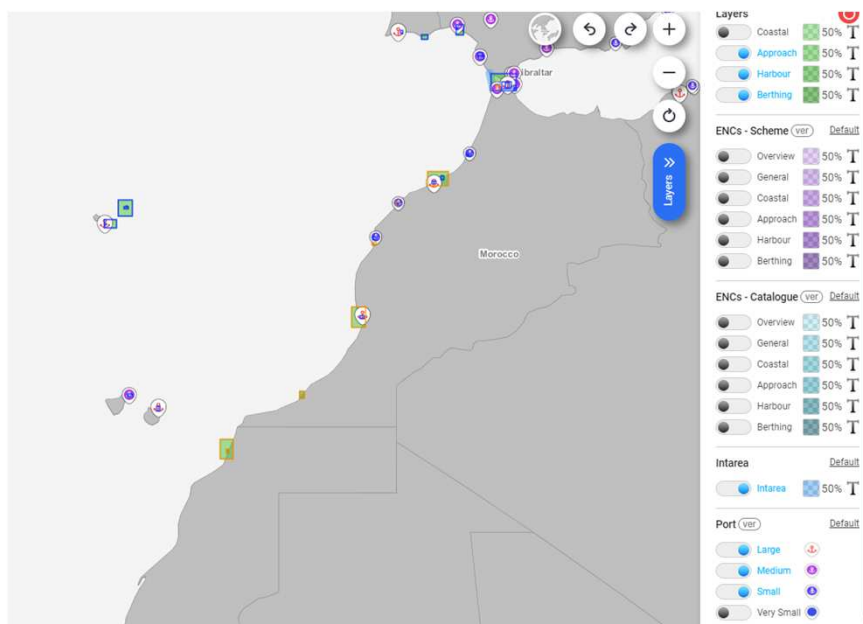 ibraltar
Morocco
Layers
Layers
Coastal 50% T
Approach 50% T
Harbour 50% T
Berthing 50% T
ENCs - Scheme ver Default
Overview 50% T
General 50% T
Coastal 50% T
Approach 50% T
Harbour 50% T
Berthing 50% T
ENCs - Catalogue ver Default
Overview 50% T
General 50% T
Coastal 50% T
Approach 50% T
Harbour 50% T
Berthing 50% T
Intarea Default
Intarea 50% T
Port ver Default
Large
Medium
Small
Very Small